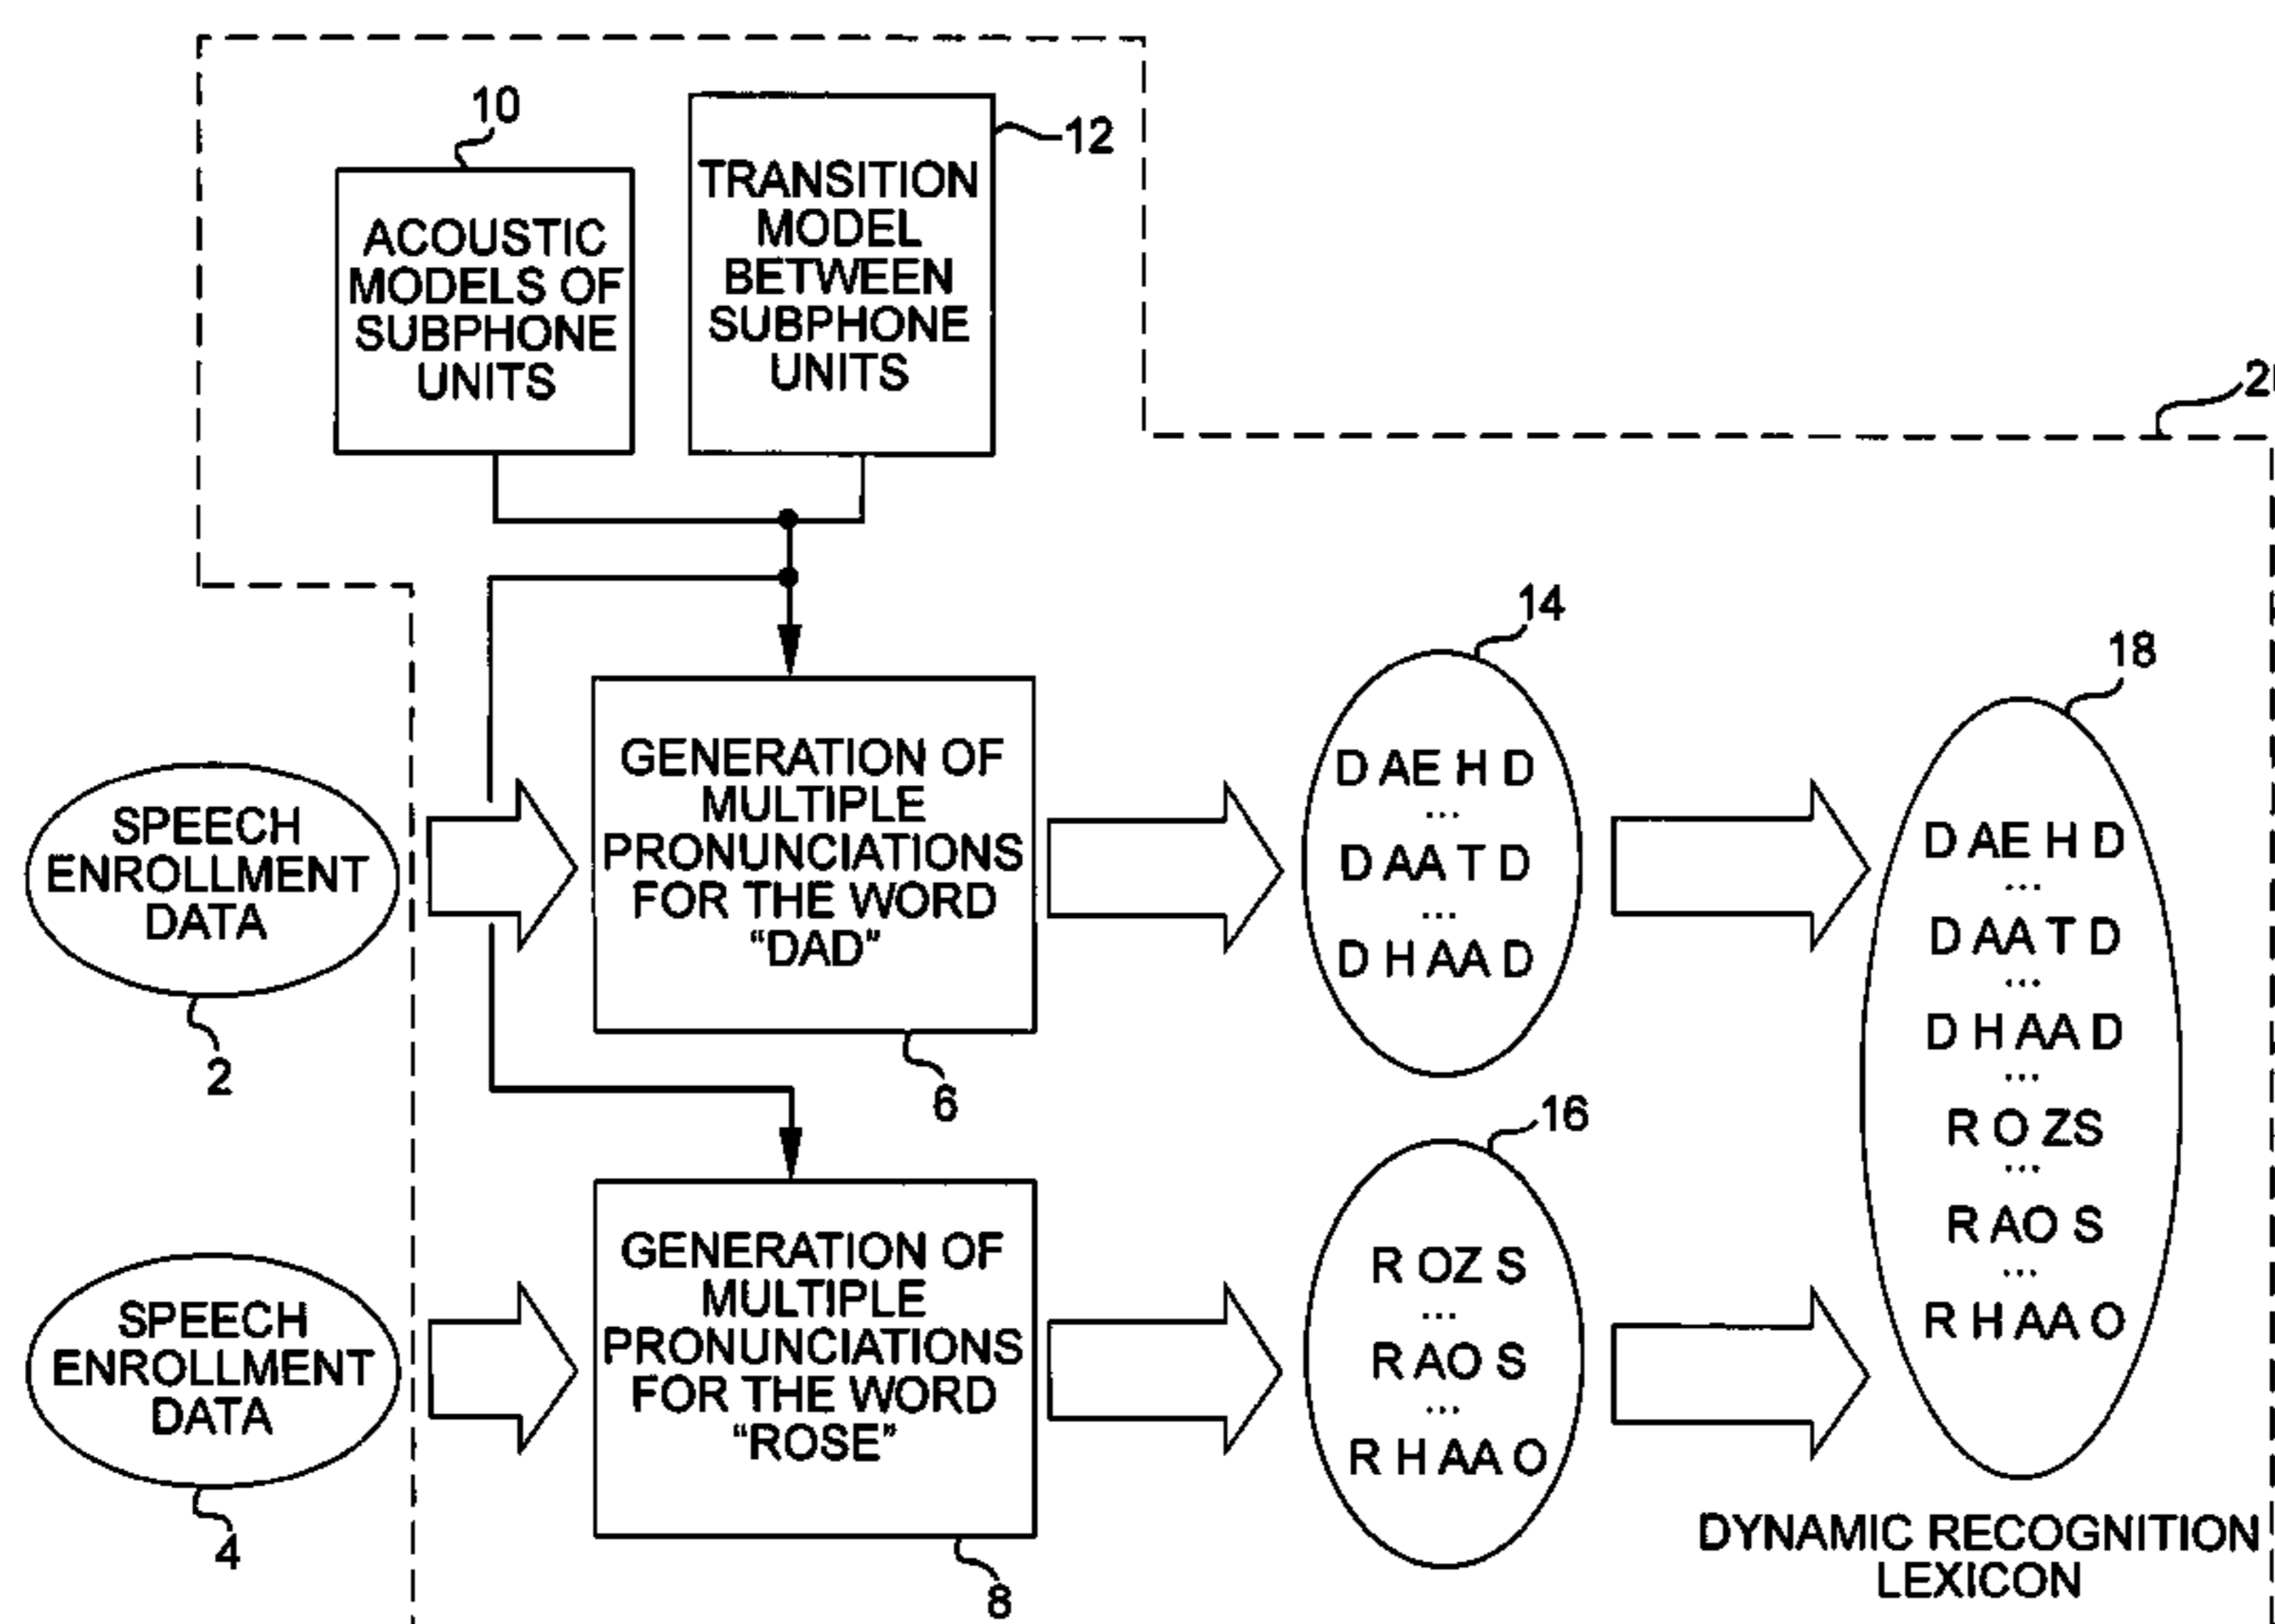 10
12
ACOUSTIC
MODELS OF
SUBPHONE
UNITS
TRANSITION
MODEL
BETWEEN
SUBPHONE
UNITS
SPEECH
ENROLLMENT
DATA
2
GENERATION OF
MULTIPLE
PRONUNCIATIONS
FOR THE WORD
“DAD”
6
14
D AE H D
...
D AA T D
...
D H AA D
18
D AE H D
...
D AA T D
...
D H AA D
...
R O ZS
...
R AO S
...
R H AA O
SPEECH
ENROLLMENT
DATA
4
GENERATION OF
MULTIPLE
PRONUNCIATIONS
FOR THE WORD
“ROSE”
8
16
R OZ S
...
R AO S
...
R H AA O
DYNAMIC RECOGNITION
LEXICON